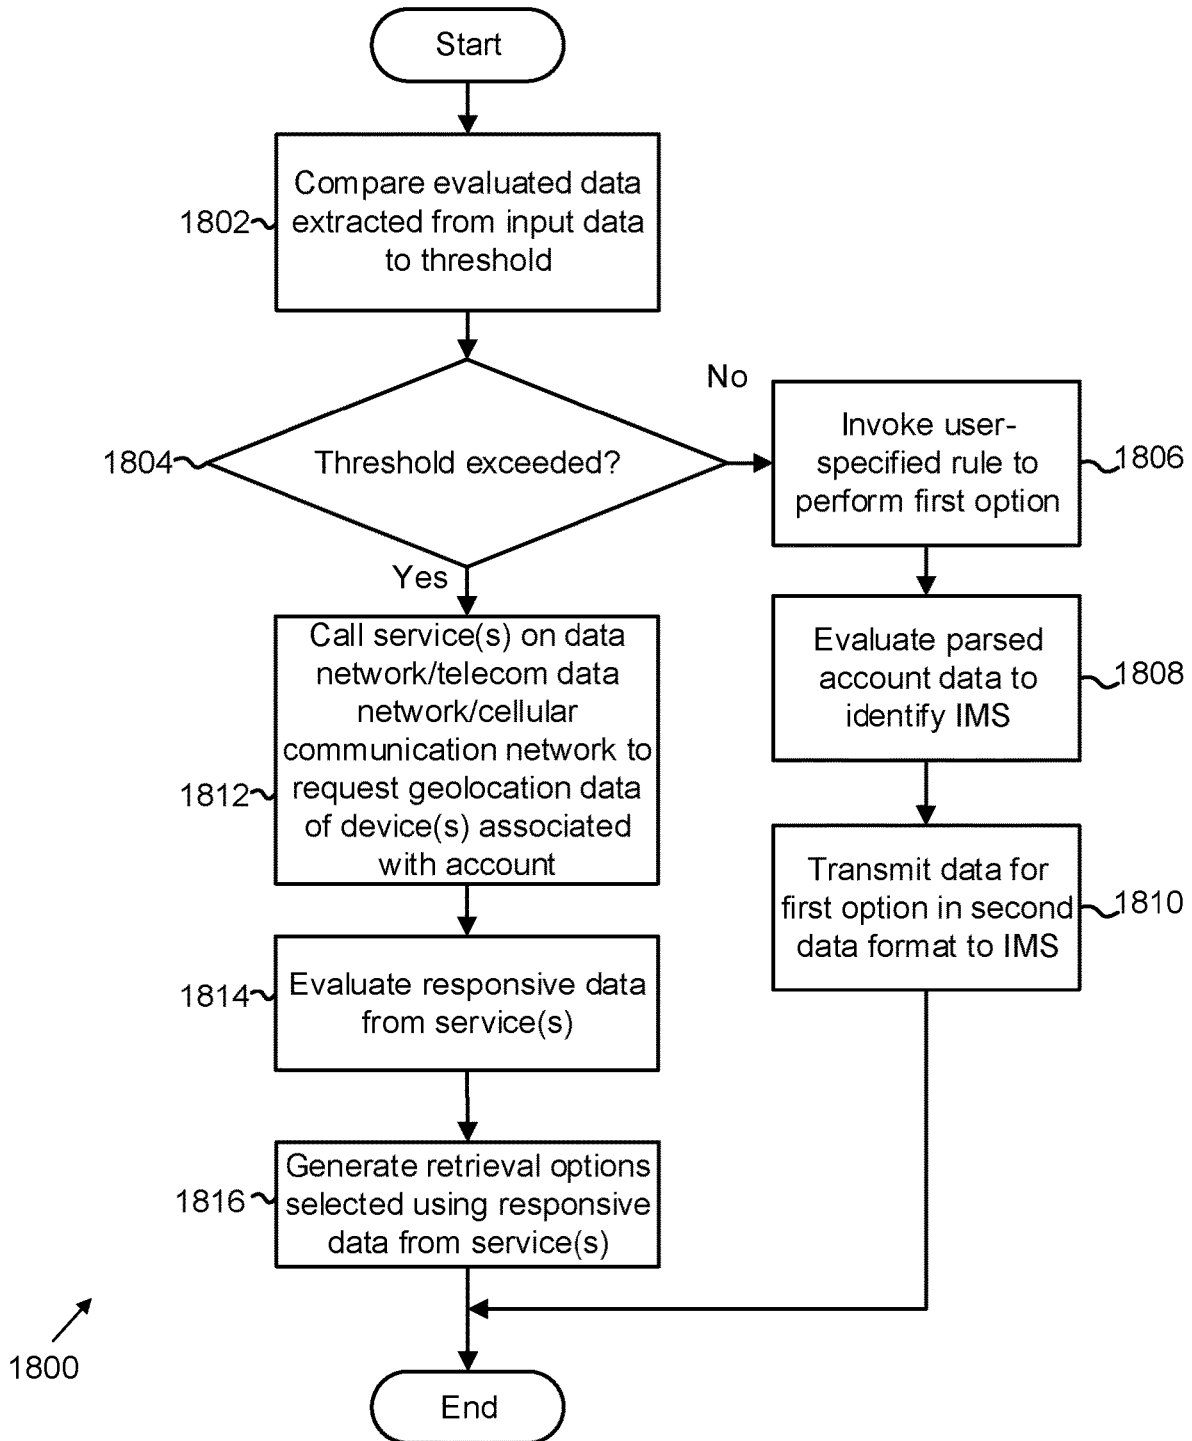 Start
Compare evaluated data
extracted from input data
to threshold
1802
Threshold exceeded?
1804
No
Yes
Invoke user-
specified rule to
perform first option
1806
Evaluate parsed
account data to
identify IMS
1808
Transmit data for
first option in second
data format to IMS
1810
Call service(s) on data
network/telecom data
network/cellular
communication network to
request geolocation data
of device(s) associated
with account
1812
Evaluate responsive data
from service(s)
1814
Generate retrieval options
selected using responsive
data from service(s)
1816
End
1800